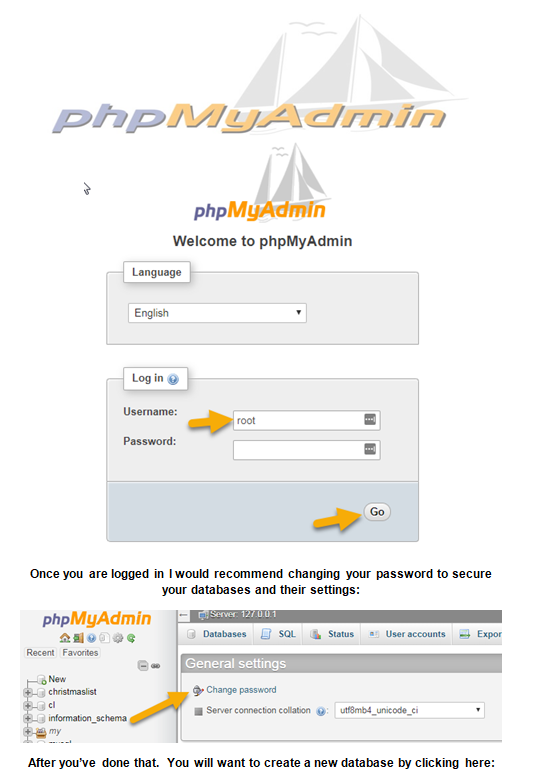 phpMyAdmin
phpMyAdmin
Welcome to phpMyAdmin
Language
English
Log in
Username:
root
Password:
Go
Once you are logged in I would recommend changing your password to secure
your databases and their settings:
phpMyAdmin
Recent Favorites
New
christmaslist
cl
information_schema
my
Server: 127.0.0.1
Databases SQL Status User accounts Expor
General settings
Change password
Server connection collation : utf8mb4_unicode_ci
After you've done that. You will want to create a new database by clicking here: